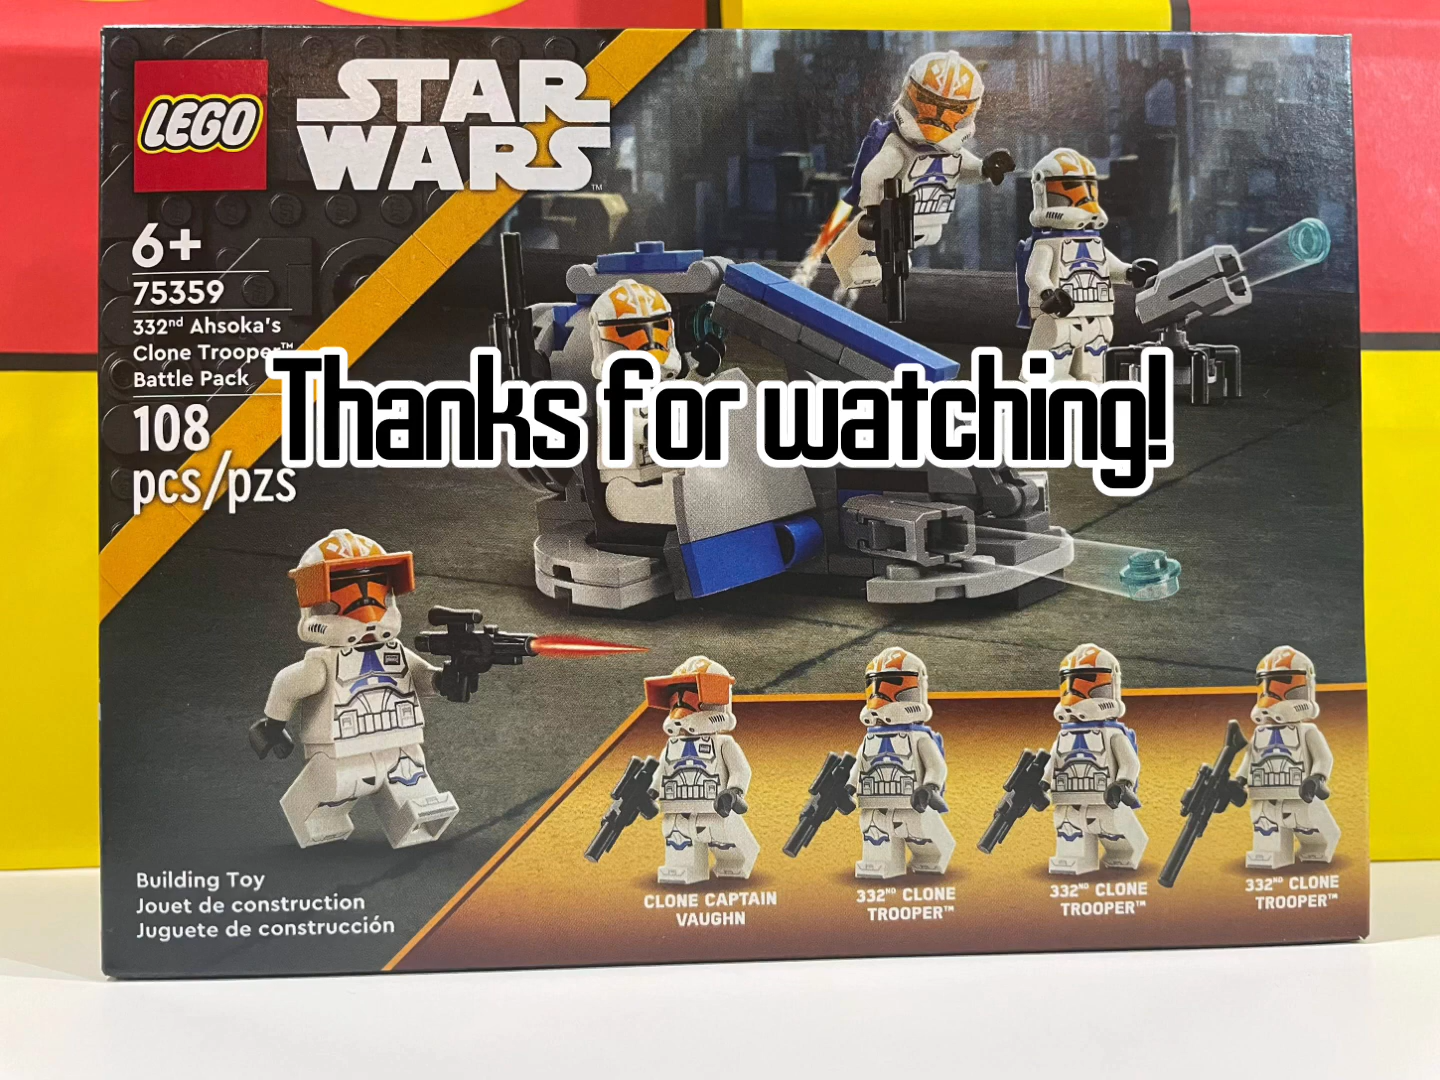 LEGO
STAR
WARS™
6+
75359
332nd Ahsoka's
Clone Trooper™
Battle Pack
108
pcs/pzs
Thanks for watching!
Building Toy
Jouet de construction
Juguete de construcción
CLONE CAPTAIN
VAUGHN
332ND CLONE
TROOPER™
332ND CLONE
TROOPER™
332ND CLONE
TROOPER™